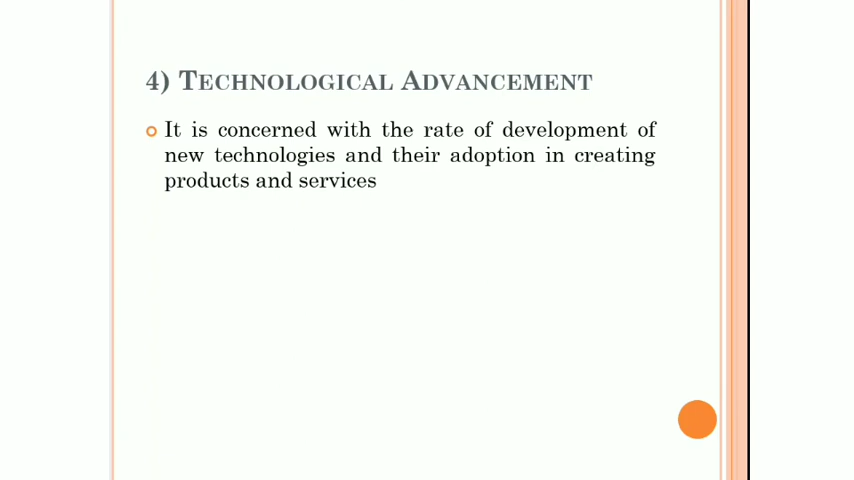 4) TECHNOLOGICAL ADVANCEMENT
It is concerned with the rate of development of
new technologies and their adoption in creating
products and services